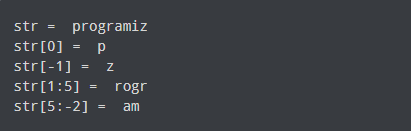 str =  programiz
str[0] =  p
str[-1] =  z
str[1:5] =  rogr
str[5:-2] =  am